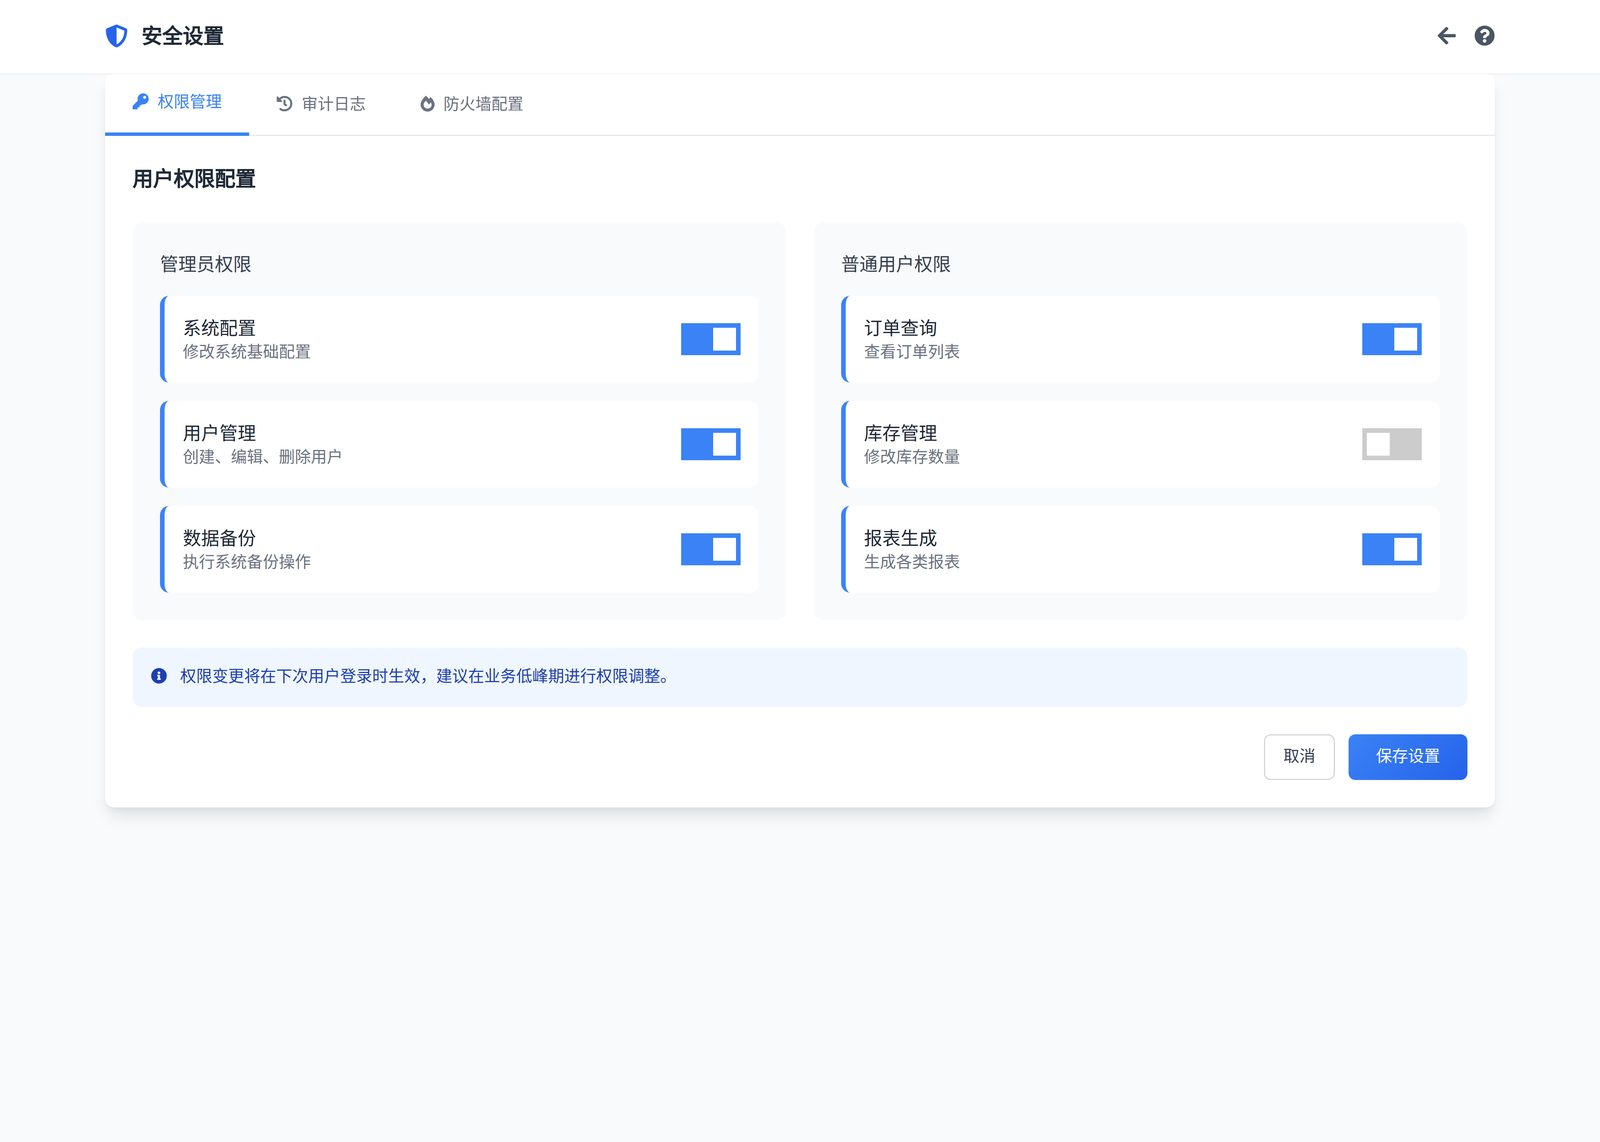 安全设置
权限管理
审计日志
防火墙配置
用户权限配置
管理员权限
系统配置
修改系统基础配置
用户管理
创建、编辑、删除用户
数据备份
执行系统备份操作
普通用户权限
订单查询
查看订单列表
库存管理
修改库存数量
报表生成
生成各类报表
权限变更将在下次用户登录时生效，建议在业务低峰期进行权限调整。
取消
保存设置